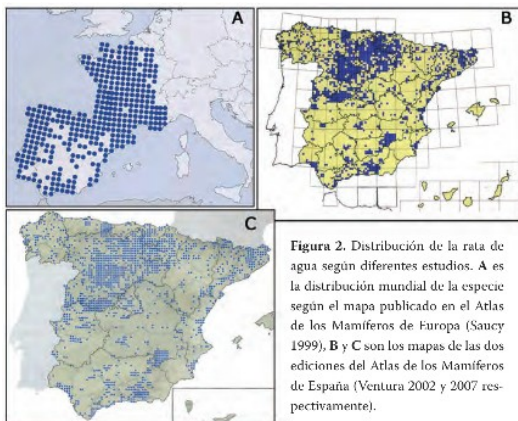 A
B
C
Figura 2. Distribución de la rata de
agua según diferentes estudios. A es
la distribución mundial de la especie
según el mapa publicado en el Atlas
de los Mamíferos de Europa (Saucy
1999), B y C son los mapas de las dos
ediciones del Atlas de los Mamíferos
de España (Ventura 2002 y 2007 res-
pectivamente).